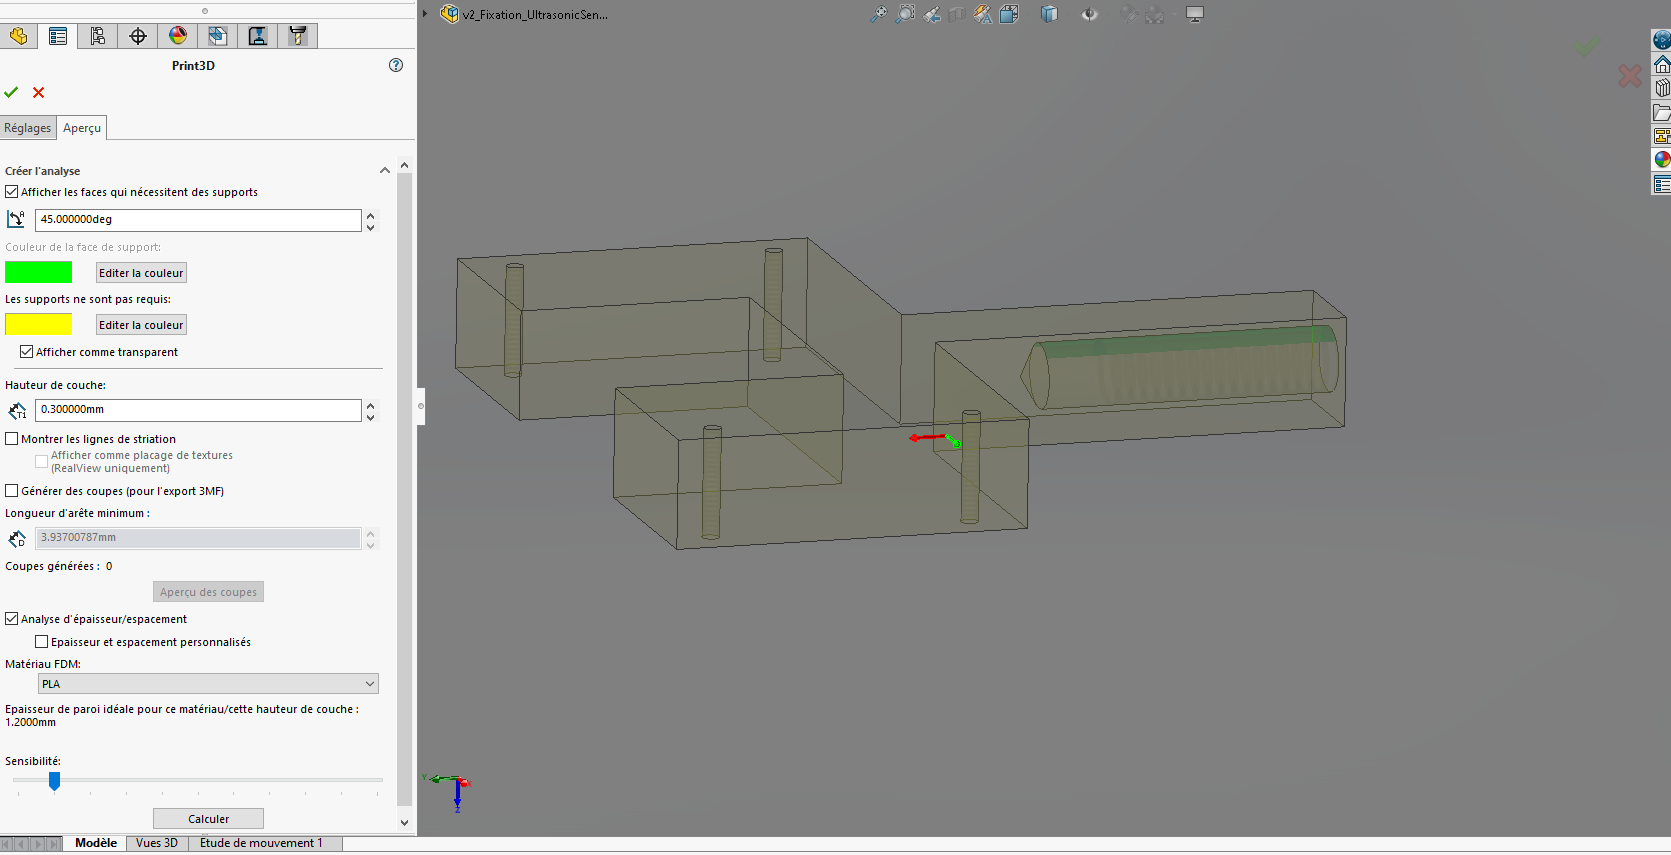 v2_Fixation_UltrasonicSen...
Print3D
Réglages
Aperçu
Créer l'analyse
Afficher les faces qui nécessitent des supports
45.000000deg
Couleur de la face de support:
Editer la couleur
Les supports ne sont pas requis:
Editer la couleur
Afficher comme transparent
Hauteur de couche:
0.300000mm
Montrer les lignes de striation
Afficher comme placage de textures
(RealView uniquement)
Générer des coupes (pour l'export 3MF)
Longueur d'arête minimum :
3.93700787mm
Coupes générées : 0
Aperçu des coupes
Analyse d'épaisseur/espacement
Epaisseur et espacement personnalisés
Matériau FDM:
PLA
Epaisseur de paroi idéale pour ce matériau/cette hauteur de couche :
1.2000mm
Sensibilité:
Calculer
Y
X
Z
Modèle
Vues 3D
Etude de mouvement 1